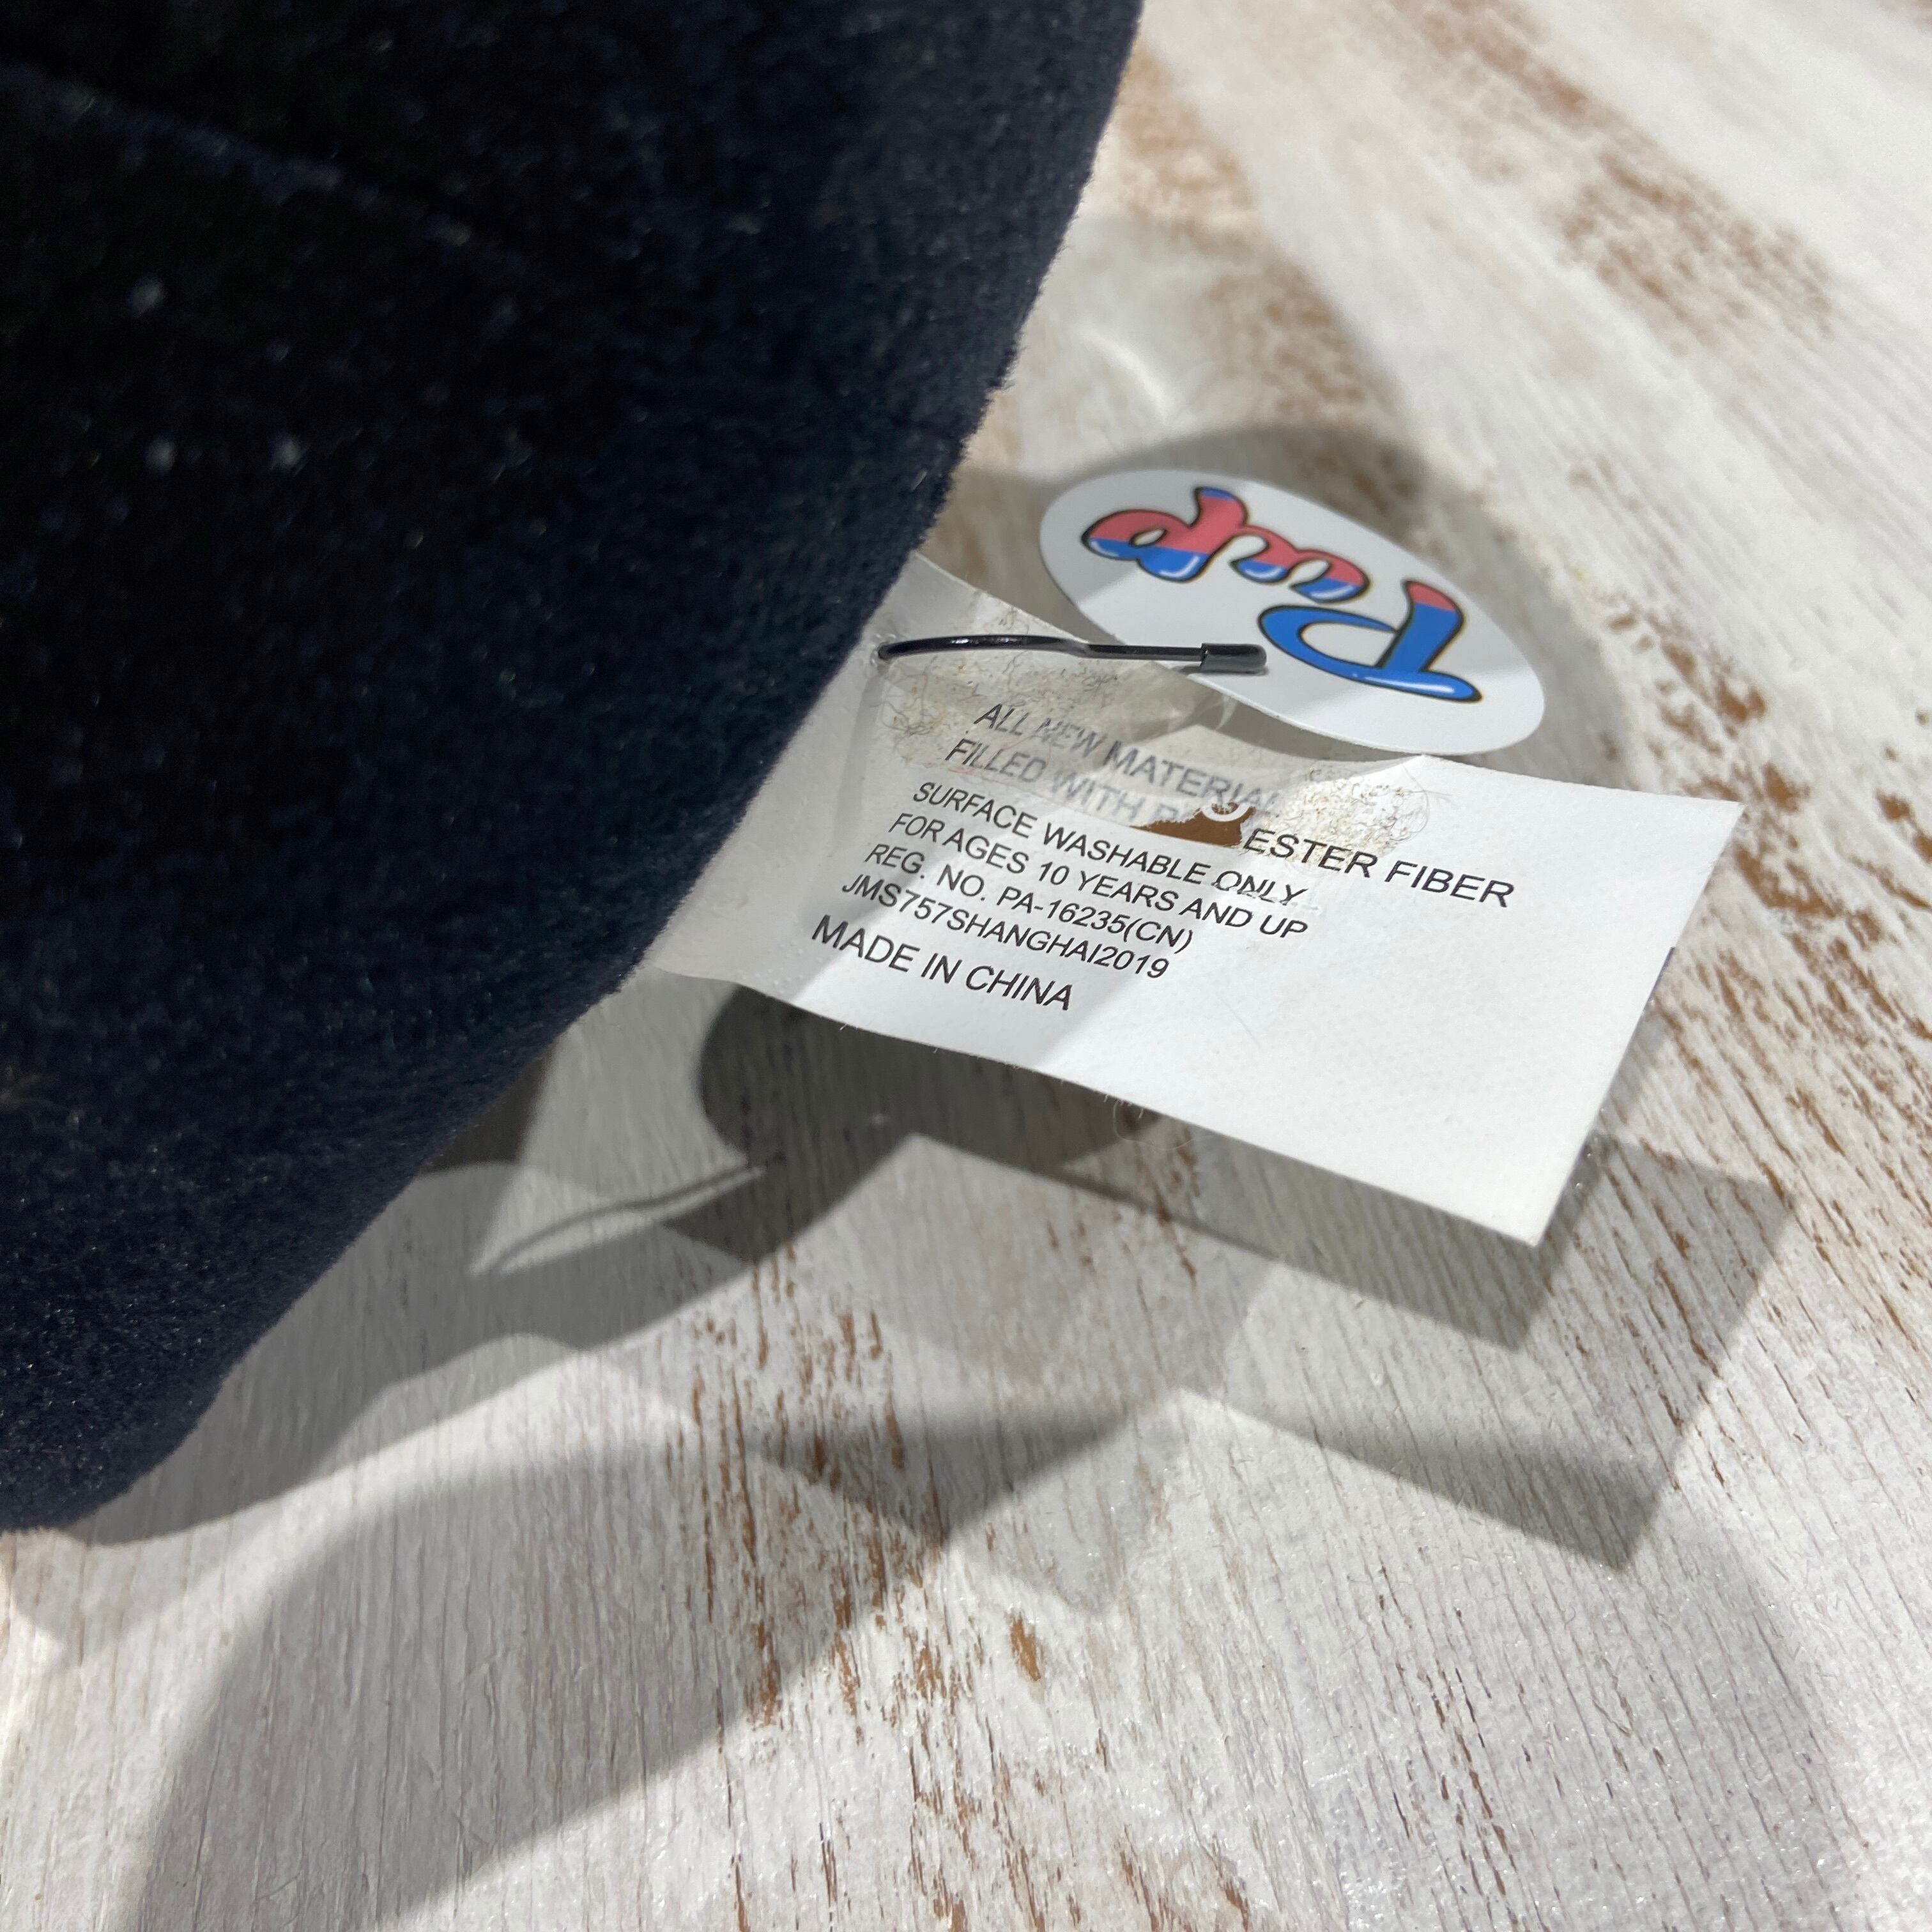 Pwp
ALL NEW MATERIAL
FILLED WITH ESTER FIBER
SURFACE WASHABLE ONLY
FOR AGES 10 YEARS AND UP
REG. NO. PA-16235(CN)
JMS757SHANGHAI2019
MADE IN CHINA